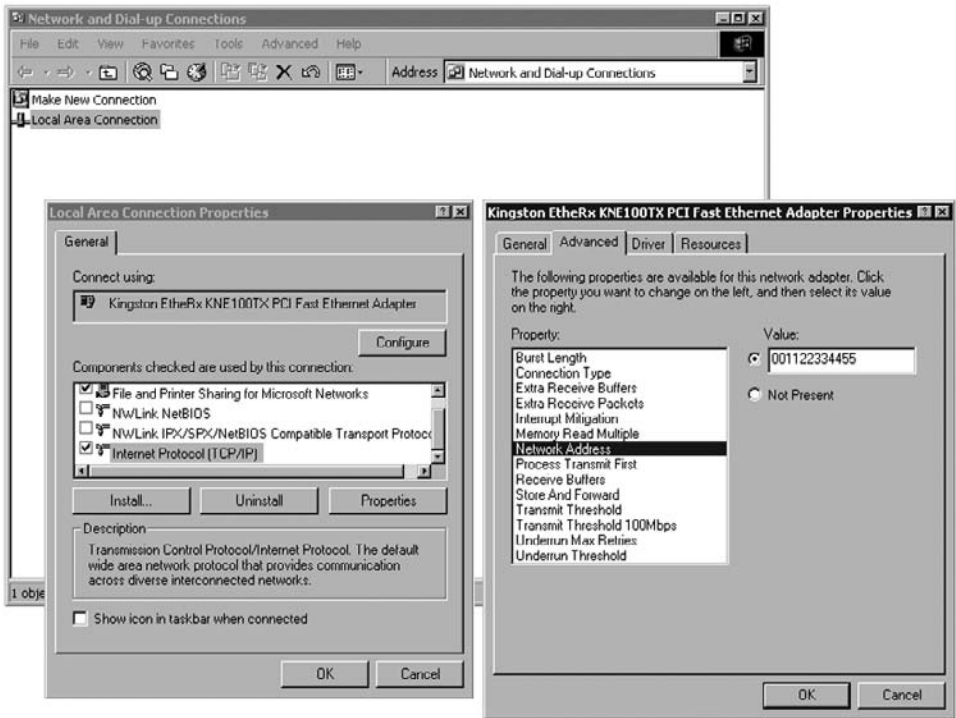 Network and Dial-up Connections
File Edit View Favorites Tools Advanced Help
Address Network and Dial-up Connections
Make New Connection
Local Area Connection
1 obje
Local Area Connection Properties
General
Connect using:
Kingston EtheRx KNE100TX PCI Fast Ethernet Adapter
Configure
Components checked are used by this connection:
File and Printer Sharing for Microsoft Networks
NWLink NetBIOS
NWLink IPX/SPX/NetBIOS Compatible Transport Protoc
Internet Protocol (TCP/IP)
Install... Uninstall Properties
Description
Transmission Control Protocol/Internet Protocol. The default
wide area network protocol that provides communication
across diverse interconnected networks.
Show icon in taskbar when connected
OK Cancel
Kingston EtheRx KNE100TX PCI Fast Ethernet Adapter Properties
General Advanced Driver Resources
The following properties are available for this network adapter. Click
the property you want to change on the left, and then select its value
on the right.
Property: Value:
Burst Length
Connection Type
Extra Receive Buffers
Extra Receive Packets
Interrupt Mitigation
Memory Read Multiple
Network Address
Process Transmit First
Receive Buffers
Store And Forward
Transmit Threshold
Transmit Threshold 100Mbps
Underrun Max Retries
Underrun Threshold
001122334455
Not Present
OK Cancel